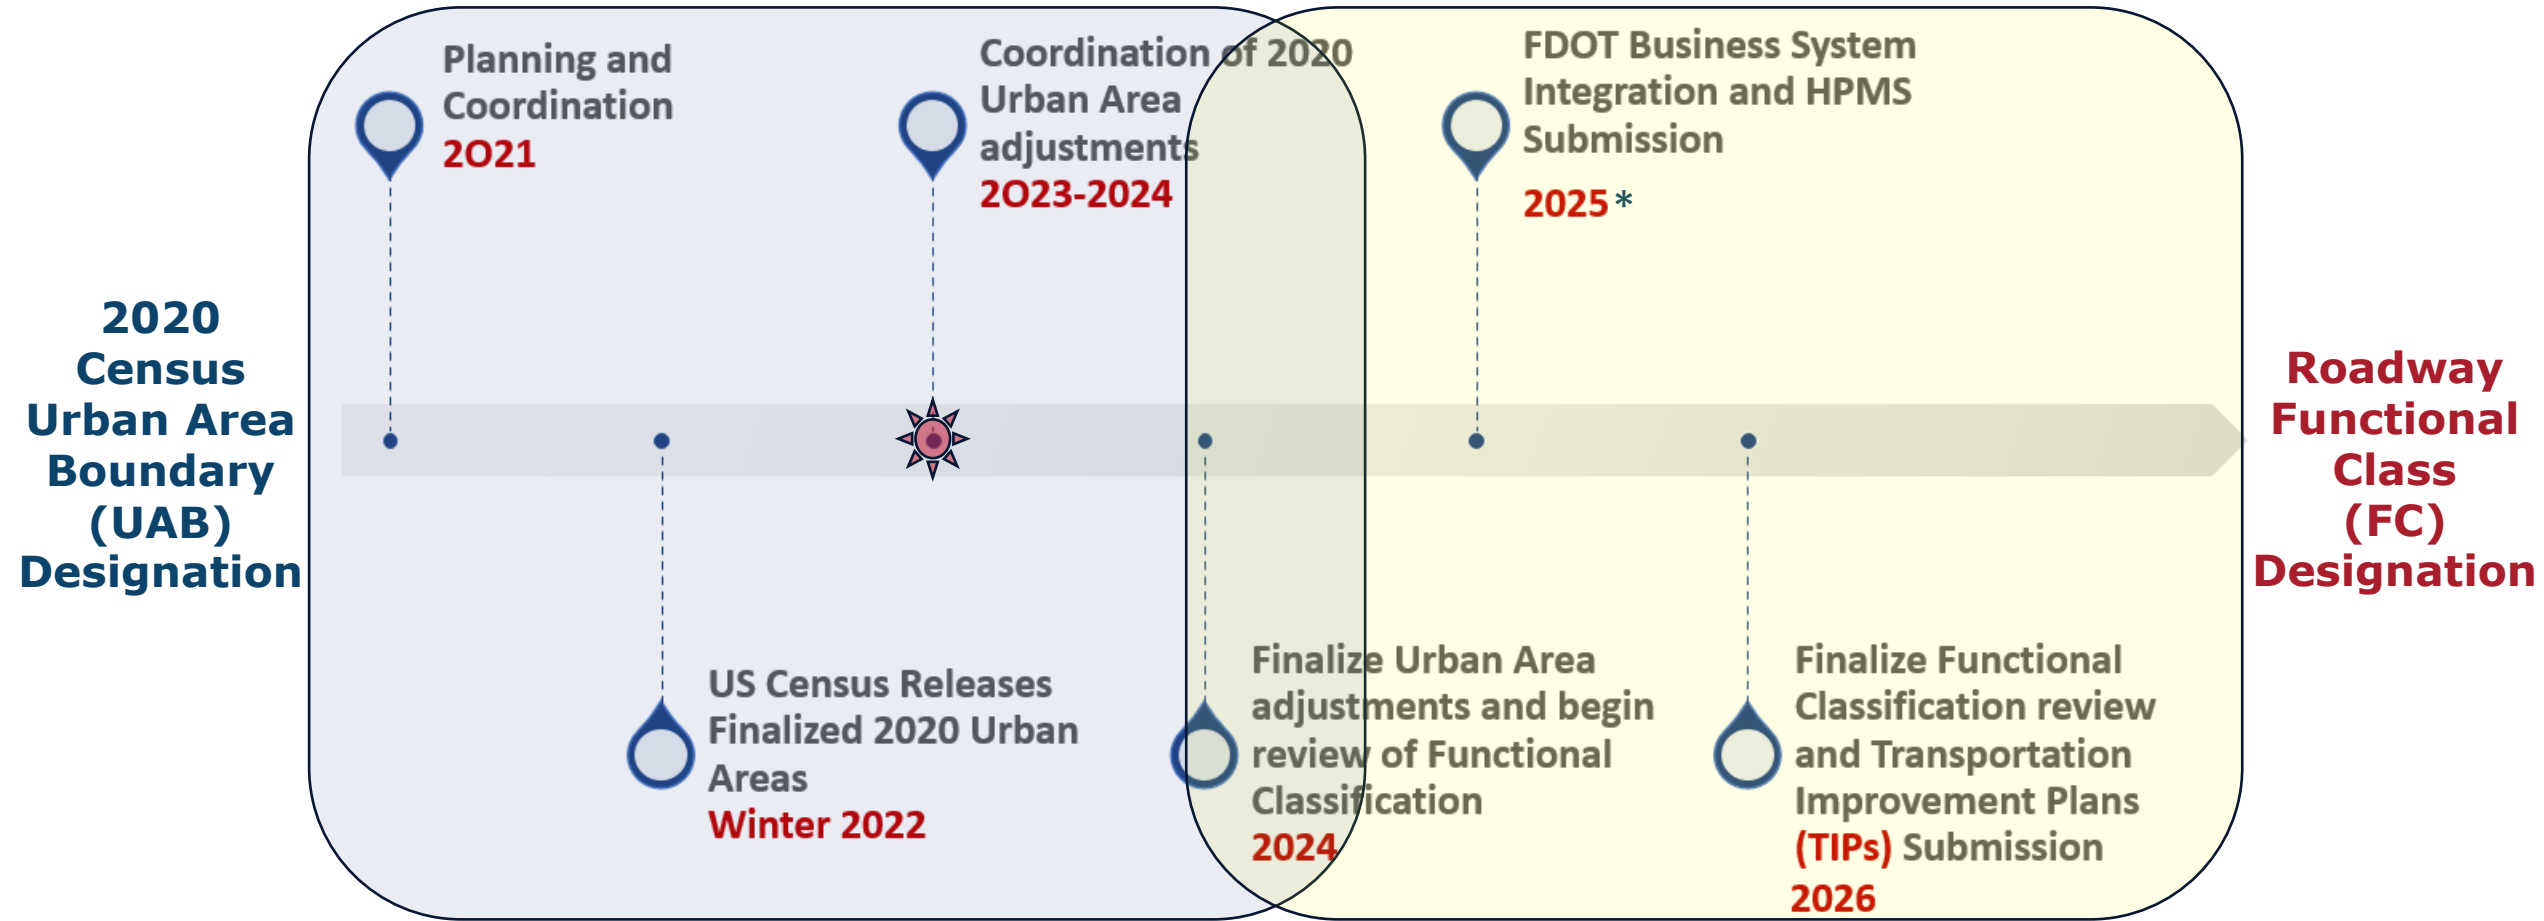 2020
Census
Urban Area
Boundary
(UAB)
Designation
Planning and
Coordination
2O21
US Census Releases
Finalized 2020 Urban
Areas
Winter 2022
Coordination of 2020
Urban Area
adjustments
2O23-2024
Finalize Urban Area
adjustments and begin
review of Functional
Classification
2024
FDOT Business System
Integration and HPMS
Submission
2025*
Finalize Functional
Classification review
and Transportation
Improvement Plans
(TIPs) Submission
2026
Roadway
Functional
Class
(FC)
Designation